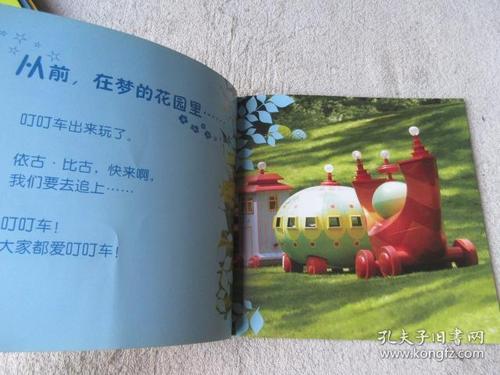 从前，在梦的花园里……
叮叮车出来玩了。
依古·比古，快来啊。
我们要去追上……
叮叮车！
大家都爱叮叮车！
孔夫子旧书网
www.kongfz.com